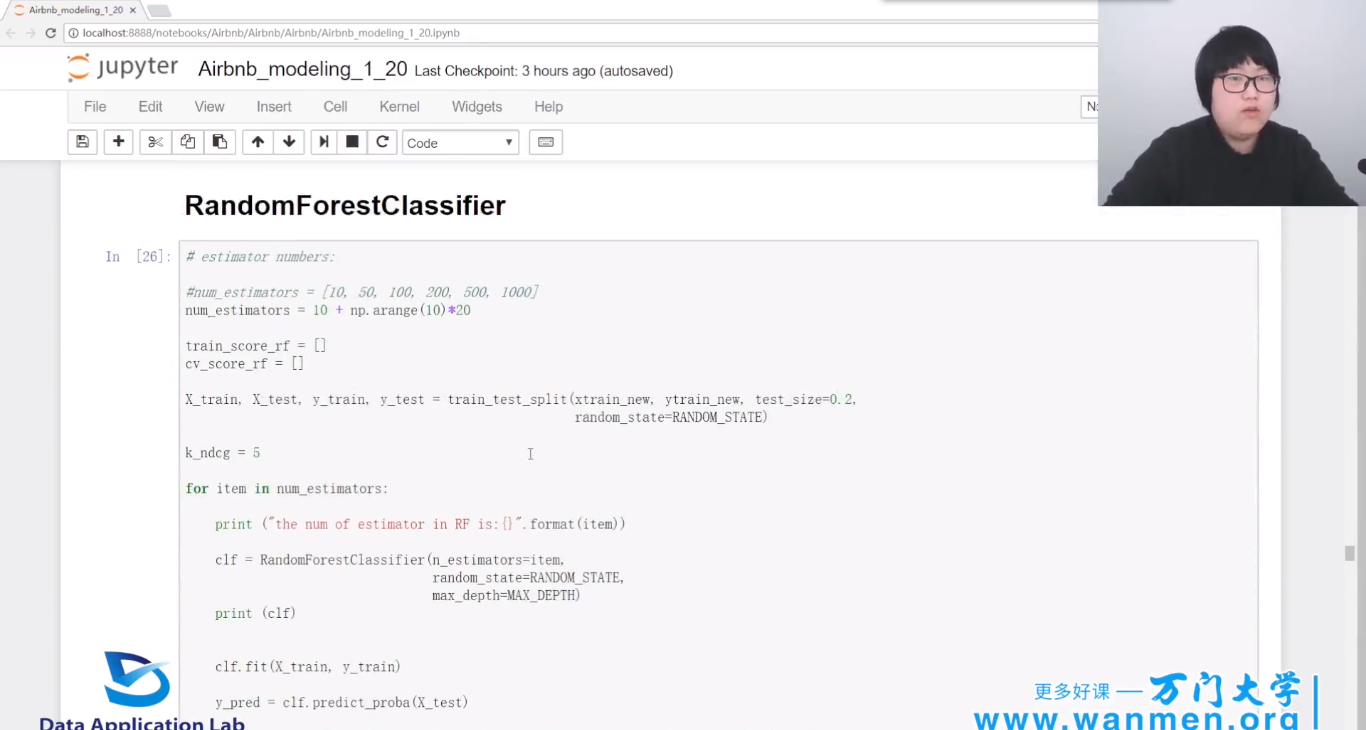 Airbnb_modeling_1_20
localhost:8888/notebooks/Airbnb/Airbnb/Airbnb/Airbnb_modeling_1_20.ipynb
jupyter Airbnb_modeling_1_20 Last Checkpoint: 3 hours ago (autosaved)
File Edit View Insert Cell Kernel Widgets Help
Code
RandomForestClassifier
In [26]:
# estimator numbers:
#num_estimators = [10, 50, 100, 200, 500, 1000]
num_estimators = 10 + np.arange(10)*20
train_score_rf = []
cv_score_rf = []
X_train, X_test, y_train, y_test = train_test_split(xtrain_new, ytrain_new, test_size=0.2,
random_state=RANDOM_STATE)
k_ndcg = 5
for item in num_estimators:
print ("the num of estimator in RF is:{}".format(item))
clf = RandomForestClassifier(n_estimators=item,
random_state=RANDOM_STATE,
max_depth=MAX_DEPTH)
print (clf)
clf.fit(X_train, y_train)
y_pred = clf.predict_proba(X_test)
Data Application Lab
更多好课 — 万门大学
www.wanmen.org